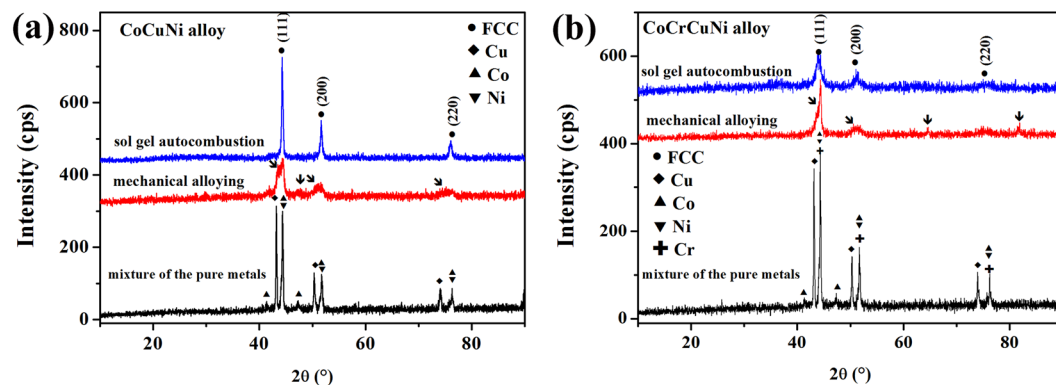 (a)
CoCuNi alloy
(111)
(200)
(220)
FCC
Cu
Co
Ni
sol gel autocombustion
mechanical alloying
mixture of the pure metals
Intensity (cps)
800
600
400
200
0
20
40
60
80
2θ (°)
(b)
CoCrCuNi alloy
(111)
(200)
(220)
sol gel autocombustion
mechanical alloying
FCC
Cu
Co
Ni
Cr
mixture of the pure metals
Intensity (cps)
600
400
200
0
20
40
60
80
2θ (°)